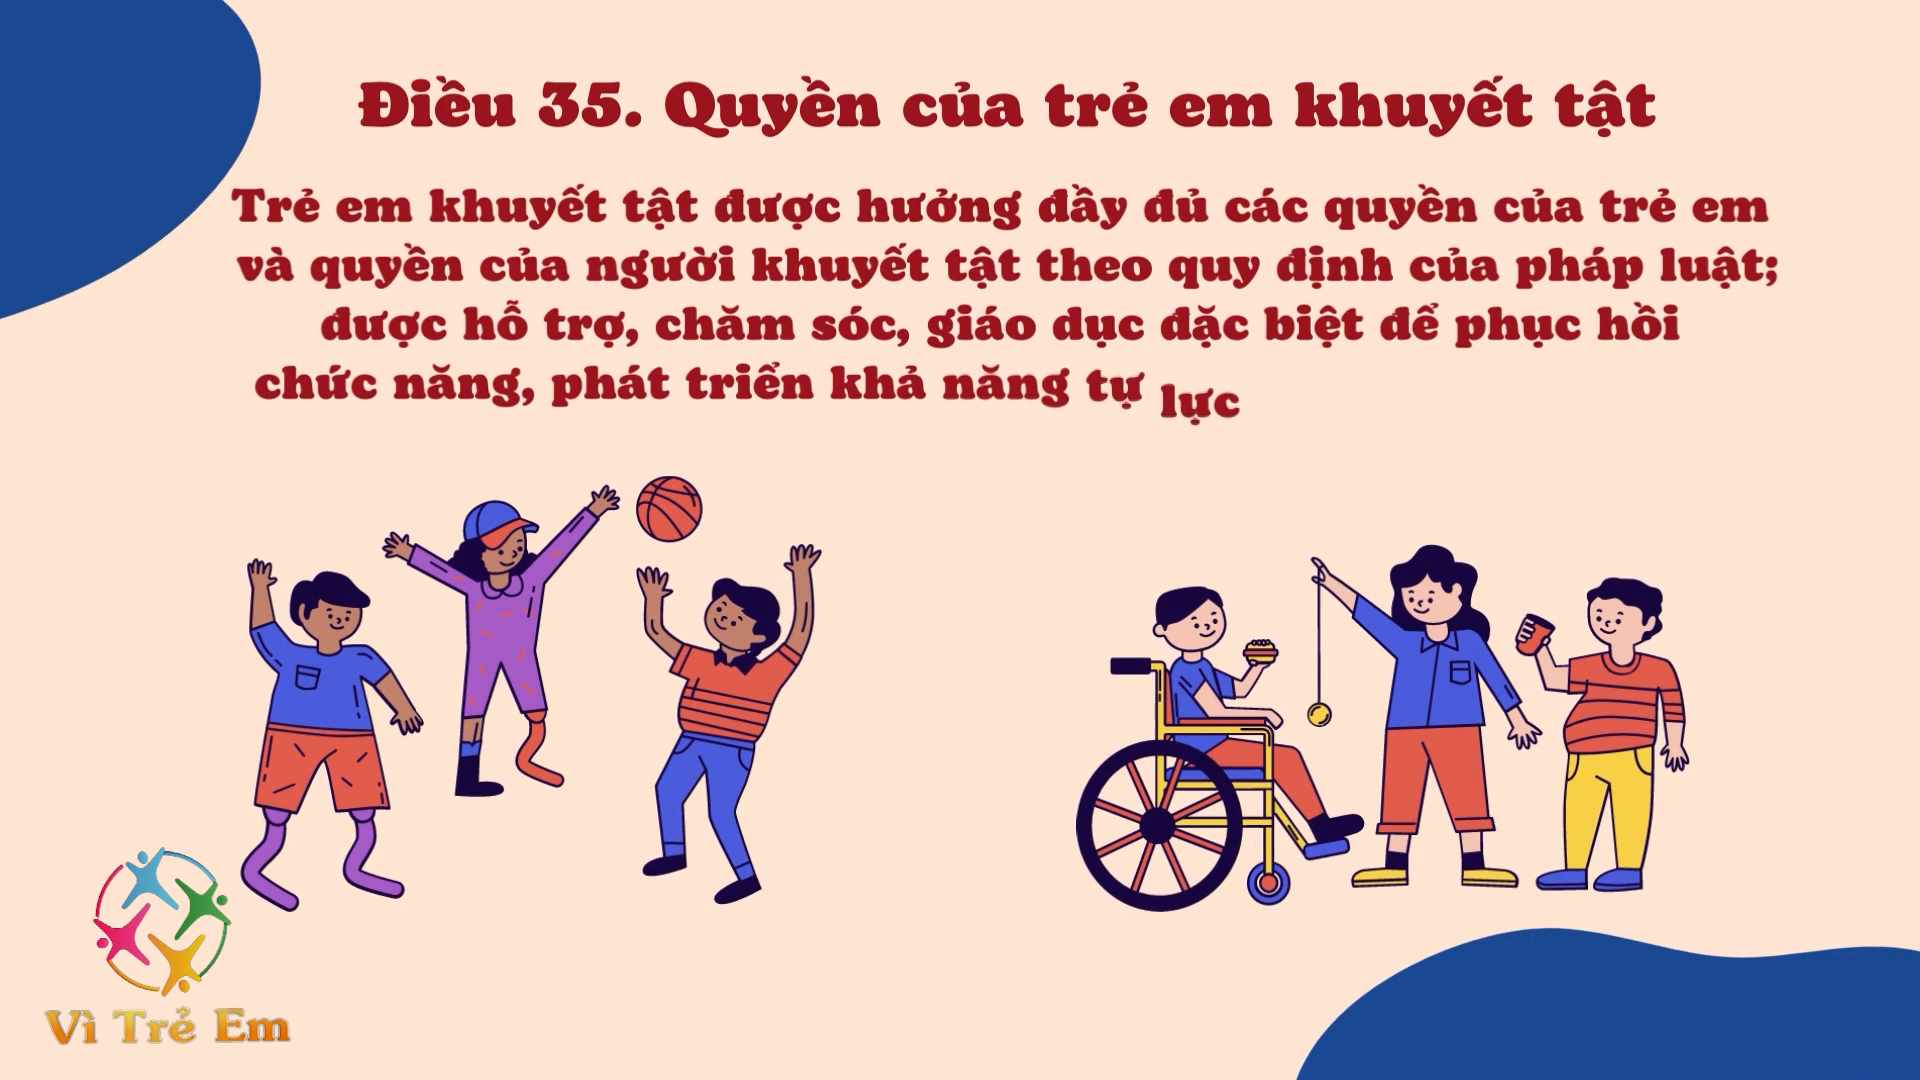 Điều 35. Quyền của trẻ em khuyết tật
Trẻ em khuyết tật được hưởng đầy đủ các quyền của trẻ em
và quyền của người khuyết tật theo quy định của pháp luật;
được hỗ trợ, chăm sóc, giáo dục đặc biệt để phục hồi
chức năng, phát triển khả năng tự lực
Vì Trẻ Em